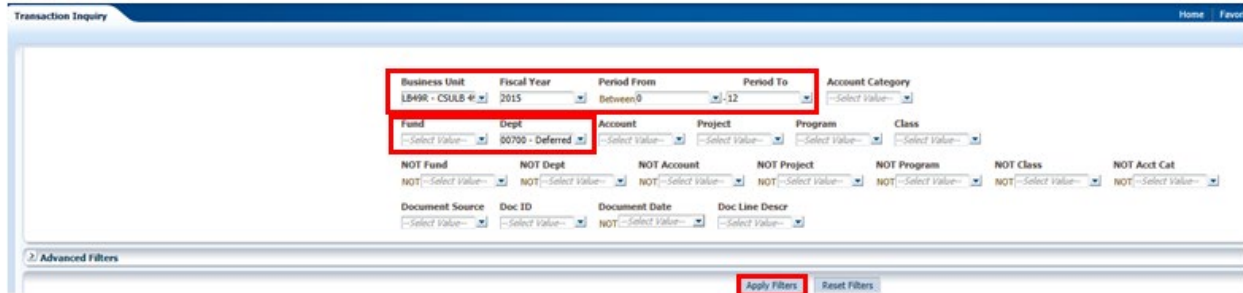 Transaction Inquiry Home Favor
Business Unit Fiscal Year Period From Period To Account Category
LB49R - CSULB 2015 Between 0 - 12 --Select Value--
Fund Dept Account Project Program Class
--Select Value-- 00700 - Deferred --Select Value-- --Select Value-- --Select Value-- --Select Value--
NOT Fund NOT Dept NOT Account NOT Project NOT Program NOT Class NOT Acct Cat
NOT --Select Value-- NOT --Select Value-- NOT --Select Value-- NOT --Select Value-- NOT --Select Value-- NOT --Select Value-- NOT --Select Value--
Document Source Doc ID Document Date Doc Line Descr
--Select Value-- --Select Value-- NOT --Select Value-- --Select Value--
Advanced Filters
Apply Filters Reset Filters